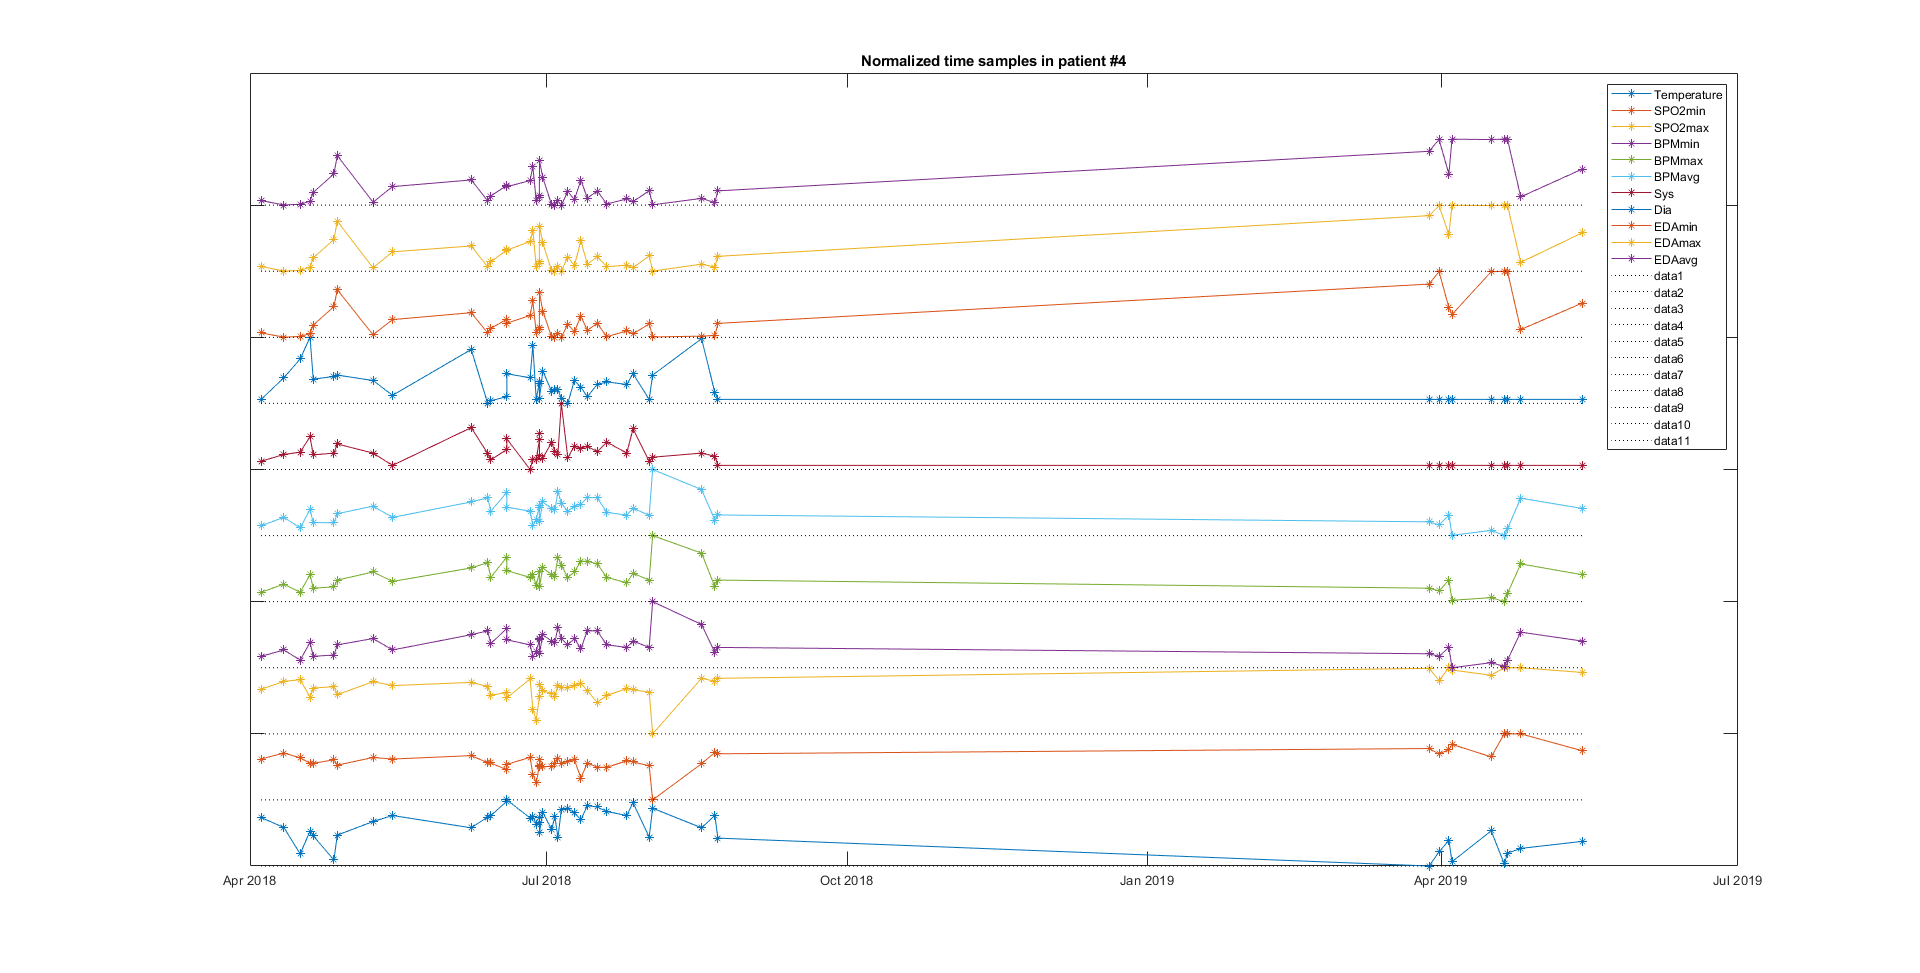 Normalized time samples in patient #4
Temperature
SPO2min
SPO2max
BPMmin
BPMmax
BPMavg
Sys
Dia
EDAmin
EDAmax
EDAavg
data1
data2
data3
data4
data5
data6
data7
data8
data9
data10
data11
Apr 2018
Jul 2018
Oct 2018
Jan 2019
Apr 2019
Jul 2019